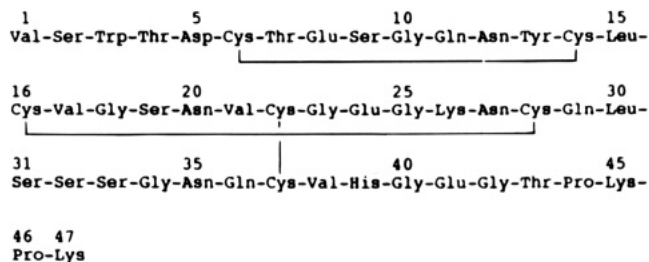 1 5 10 15
Val-Ser-Trp-Thr-Asp-Cys-Thr-Glu-Ser-Gly-Gln-Asn-Tyr-Cys-Leu-
16 20 25 30
Cys-Val-Gly-Ser-Asn-Val-Cys-Gly-Glu-Gly-Lys-Asn-Cys-Gln-Leu-
31 35 40 45
Ser-Ser-Ser-Gly-Asn-Gln-Cys-Val-His-Gly-Glu-Gly-Thr-Pro-Lys-
46 47
Pro-Lys